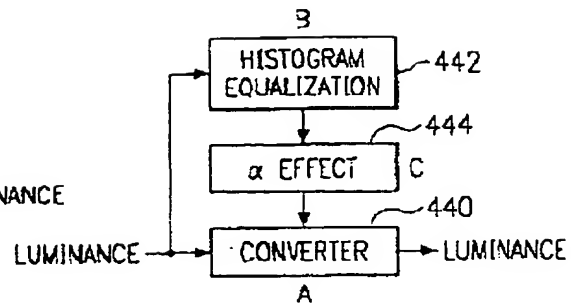 B
HISTOGRAM
EQUALIZATION
442
444
α EFFECT C
NANCE
440
LUMINANCE CONVERTER LUMINANCE
A